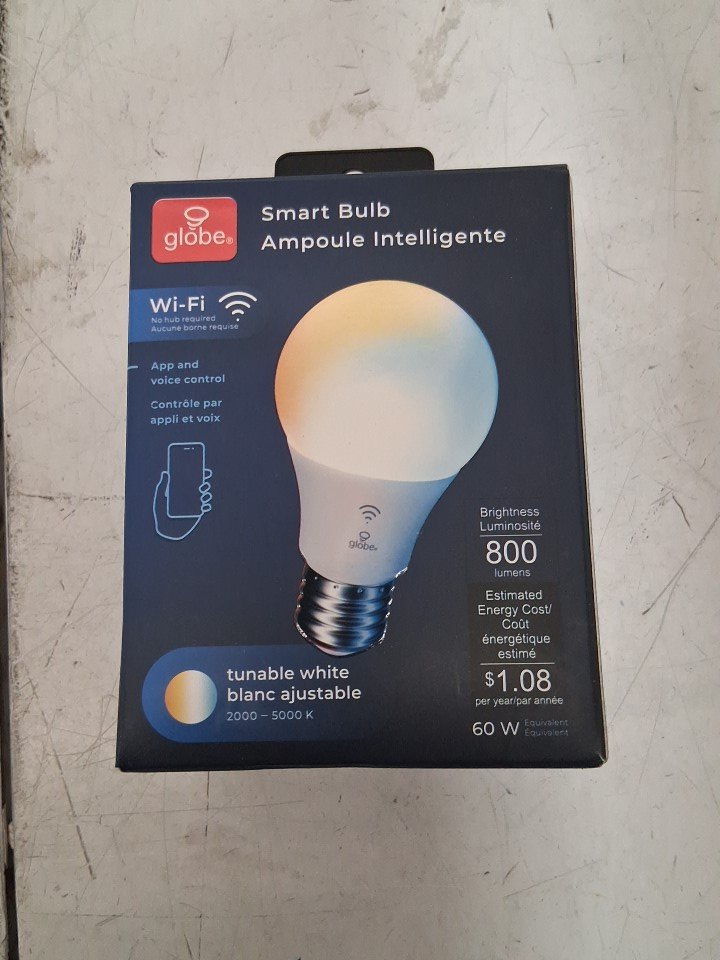 globe®
Smart Bulb
Ampoule Intelligente
Wi-Fi
No hub required
Aucune borne requise
App and
voice control
Contrôle par
appli et voix
globe®
Brightness
Luminosité
800
lumens
Estimated
Energy Cost/
Coût
énergétique
estimé
$1.08
per year/par année
60 W Equivalent
Équivalent
tunable white
blanc ajustable
2000 – 5000 K